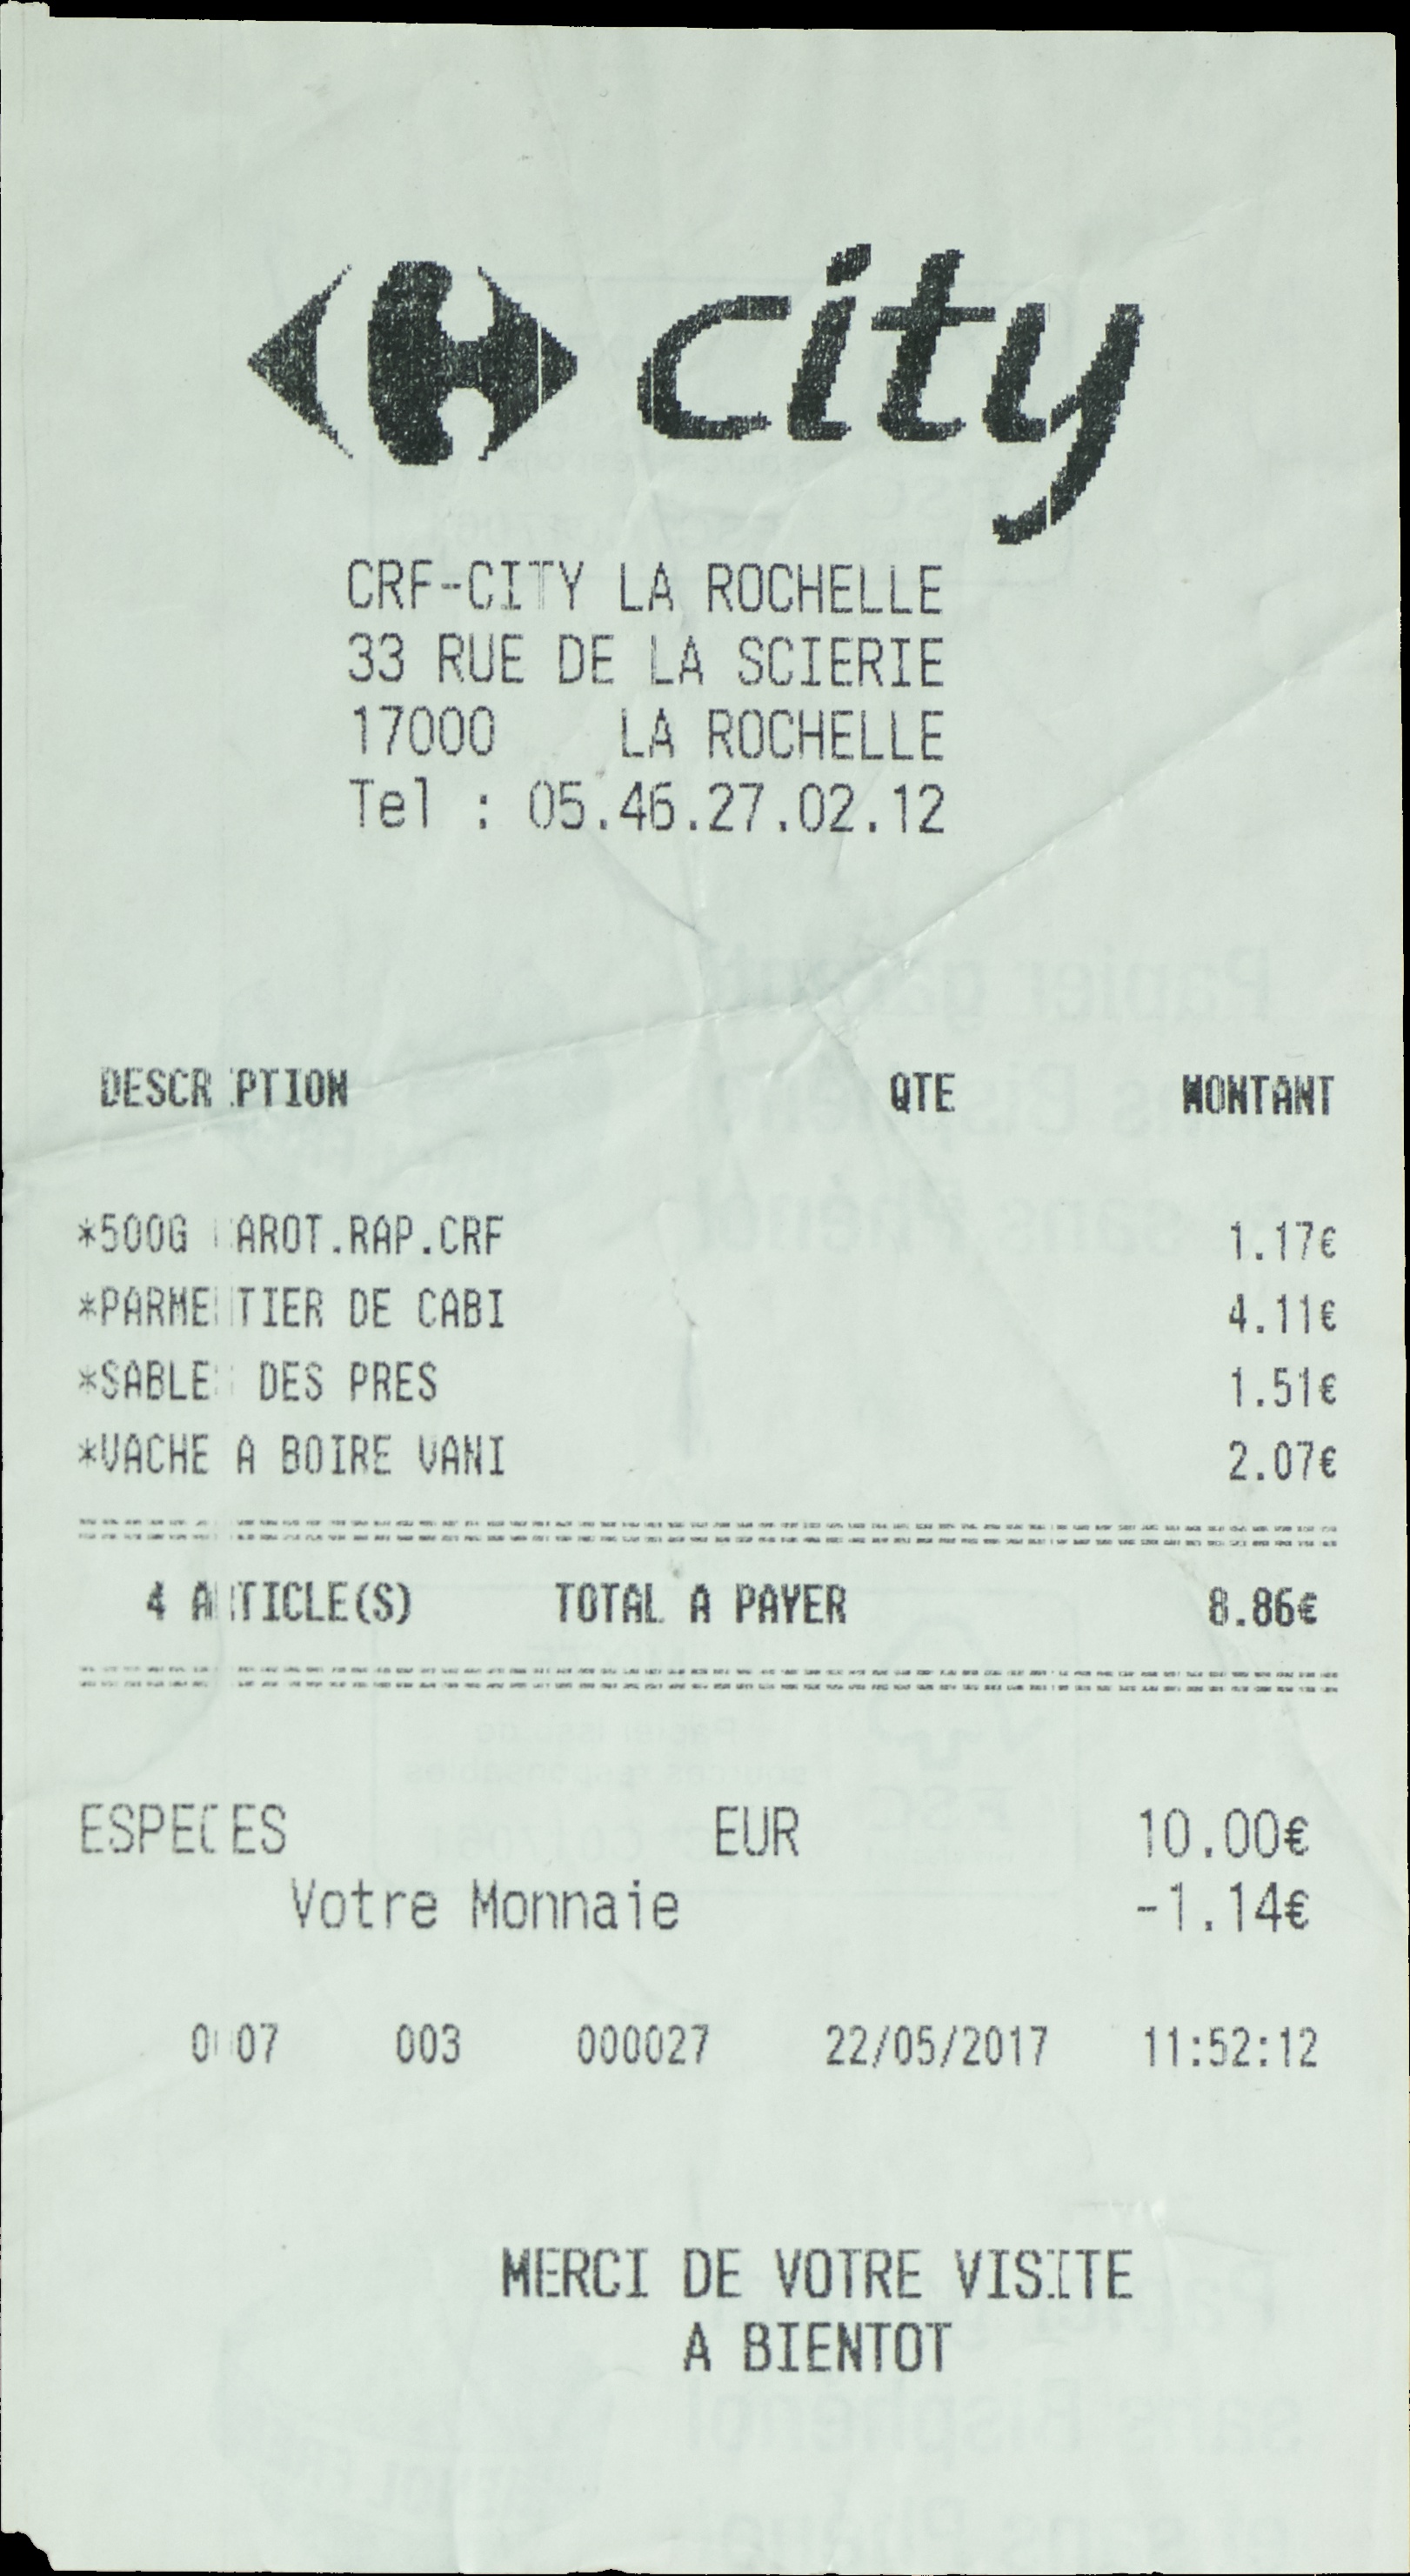 city
CRF-CITY LA ROCHELLE
33 RUE DE LA SCIERIE
17000 LA ROCHELLE
Tel : 05.46.27.02.12
DESCRIPTION QTE MONTANT
*500G CAROT.RAP.CRF 1.17€
*PARMENTIER DE CABI 4.11€
*SABLES DES PRES 1.51€
*VACHE A BOIRE VANI 2.07€
4 ARTICLE(S) TOTAL A PAYER 8.86€
ESPECES EUR 10.00€
Votre Monnaie -1.14€
0007 003 000027 22/05/2017 11:52:12
MERCI DE VOTRE VISITE
A BIENTOT